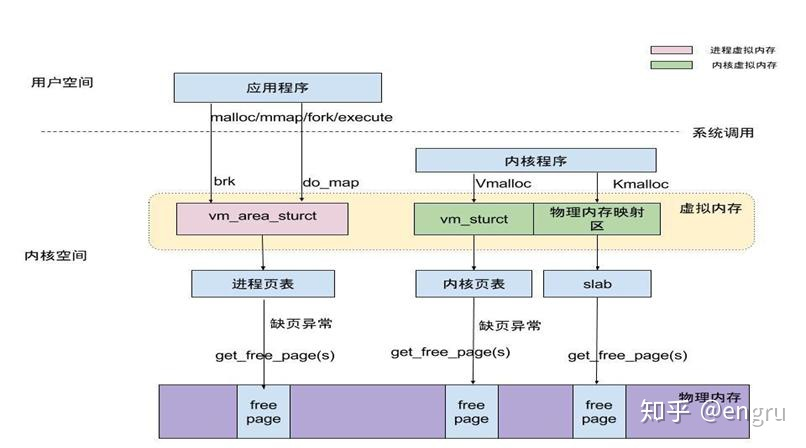 进程虚拟内存
内核虚拟内存
用户空间
应用程序
malloc/mmap/fork/execute
系统调用
内核程序
brk
do_map
Vmalloc
Kmalloc
vm_area_sturct
vm_sturct
物理内存映射
区
虚拟内存
内核空间
进程页表
内核页表
slab
缺页异常
缺页异常
get_free_page(s)
get_free_page(s)
get_free_page(s)
物理内存
free
page
free
page
free
page
知乎 @engru